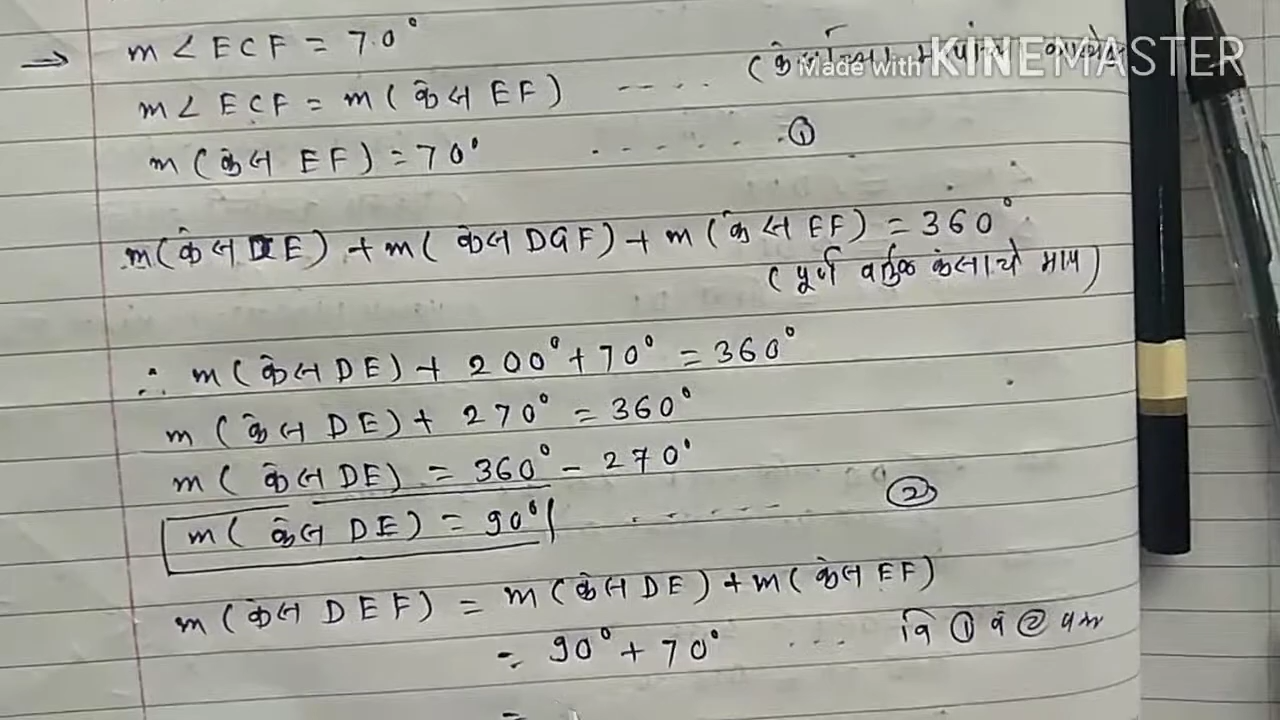 → m∠ECF = 70°
m∠ECF = m(कंस EF) ....
Made with KINEMASTER
m(कंस EF) = 70° ........ ①
m(कंस DE) + m(कंस DGF) + m(कंस EF) = 360°
(पूर्ण वर्तुळ कंसाचे माप)
∴ m(कंस DE) + 200° + 70° = 360°
m(कंस DE) + 270° = 360°
m(कंस DE) = 360° - 270°
m(कंस DE) = 90° ....... ②
m(कंस DEF) = m(कंस DE) + m(कंस EF)
= 90° + 70° ... वि ① व ②
=